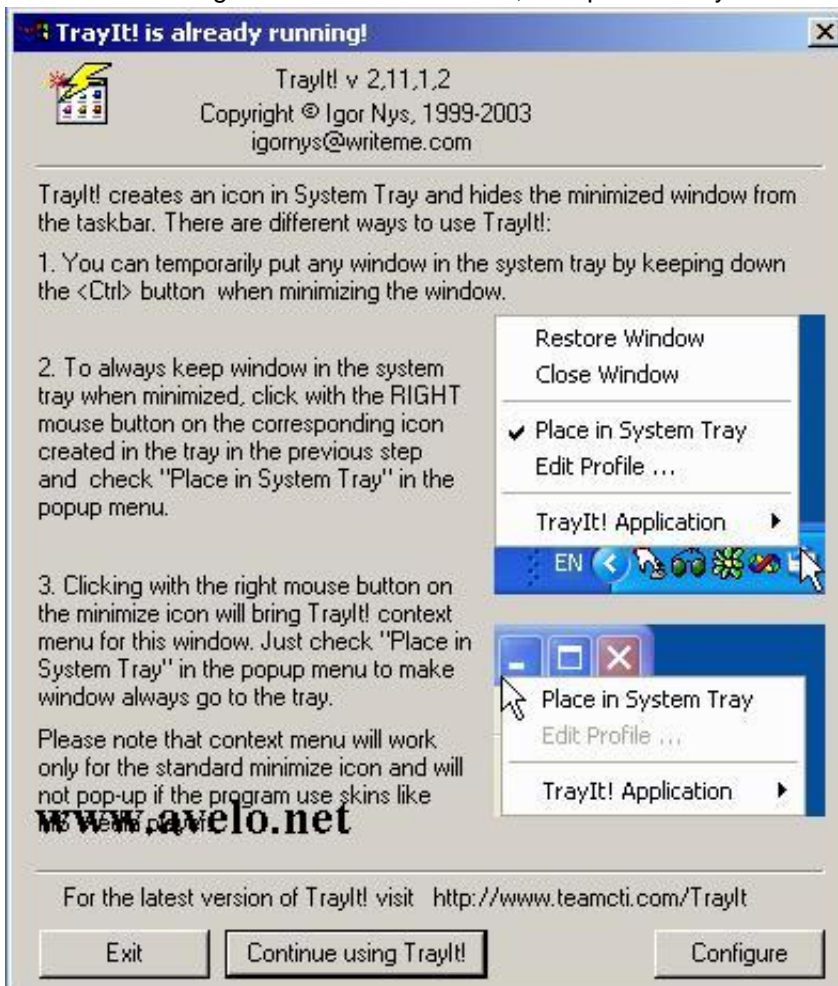 TrayIt! is already running!
TrayIt! v 2,11,1,2
Copyright © Igor Nys, 1999-2003
igornys@writeme.com
TrayIt! creates an icon in System Tray and hides the minimized window from
the taskbar. There are different ways to use TrayIt!:
1. You can temporarily put any window in the system tray by keeping down
the <Ctrl> button when minimizing the window.
2. To always keep window in the system
tray when minimized, click with the RIGHT
mouse button on the corresponding icon
created in the tray in the previous step
and check "Place in System Tray" in the
popup menu.
Restore Window
Close Window
Place in System Tray
Edit Profile ...
TrayIt! Application
EN
3. Clicking with the right mouse button on
the minimize icon will bring TrayIt! context
menu for this window. Just check "Place in
System Tray" in the popup menu to make
window always go to the tray.
Please note that context menu will work
only for the standard minimize icon and will
not pop-up if the program use skins like
www.avelo.net
Place in System Tray
Edit Profile ...
TrayIt! Application
For the latest version of TrayIt! visit http://www.teamcti.com/TrayIt
Exit
Continue using TrayIt!
Configure